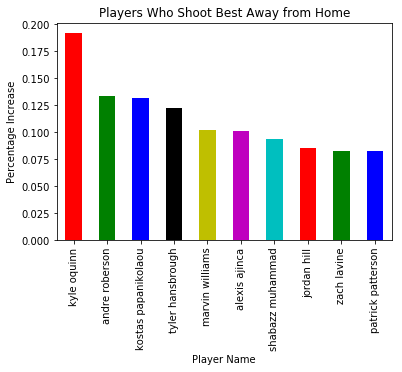 Players Who Shoot Best Away from Home
Percentage Increase
0.200
0.175
0.150
0.125
0.100
0.075
0.050
0.025
0.000
kyle oquinn
andre roberson
kostas papanikolaou
tyler hansbrough
marvin williams
alexis ajinca
shabazz muhammad
jordan hill
zach lavine
patrick patterson
Player Name